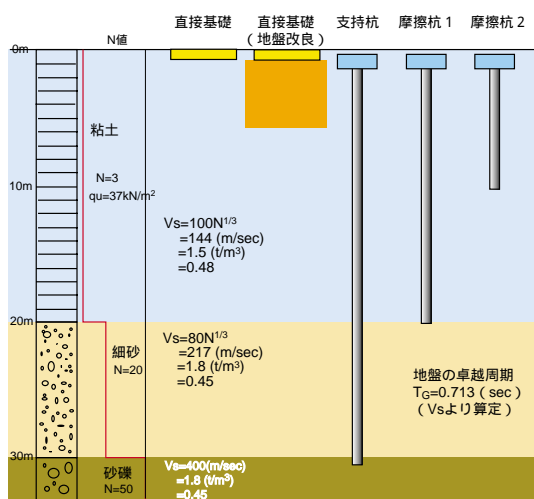 N値
直接基礎
直接基礎
（地盤改良）
支持杭
摩擦杭 1
摩擦杭 2
0m
粘土
N=3
qu=37kN/m²
10m
Vs=100N^1/3
=144 (m/sec)
=1.5 (t/m³)
=0.48
20m
細砂
N=20
Vs=80N^1/3
=217 (m/sec)
=1.8 (t/m³)
=0.45
地盤の卓越周期
TG=0.713（sec）
（Vsより算定）
30m
砂礫
N=50
Vs=400(m/sec)
=1.8 (t/m³)
=0.45